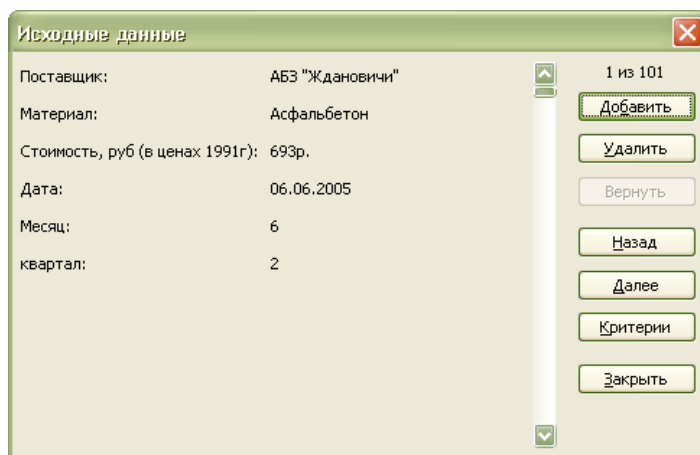 Исходные данные
Поставщик: АБЗ "Ждановичи"
Материал: Асфальбетон
Стоимость, руб (в ценах 1991г): 693р.
Дата: 06.06.2005
Месяц: 6
квартал: 2
1 из 101
Добавить
Удалить
Вернуть
Назад
Далее
Критерии
Закрыть